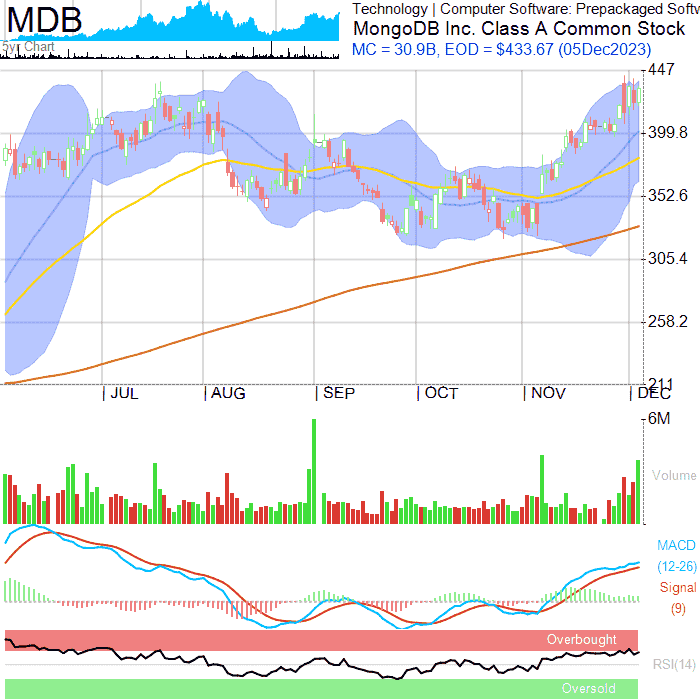 MDB
5yr Chart
Technology | Computer Software: Prepackaged Softw
MongoDB Inc. Class A Common Stock
MC = 30.9B, EOD = $433.67 (05Dec2023)
447
399.8
352.6
305.4
258.2
211
JUL AUG SEP OCT NOV DEC
6M
Volume
MACD
(12-26)
Signal
(9)
Overbought
RSI(14)
Oversold